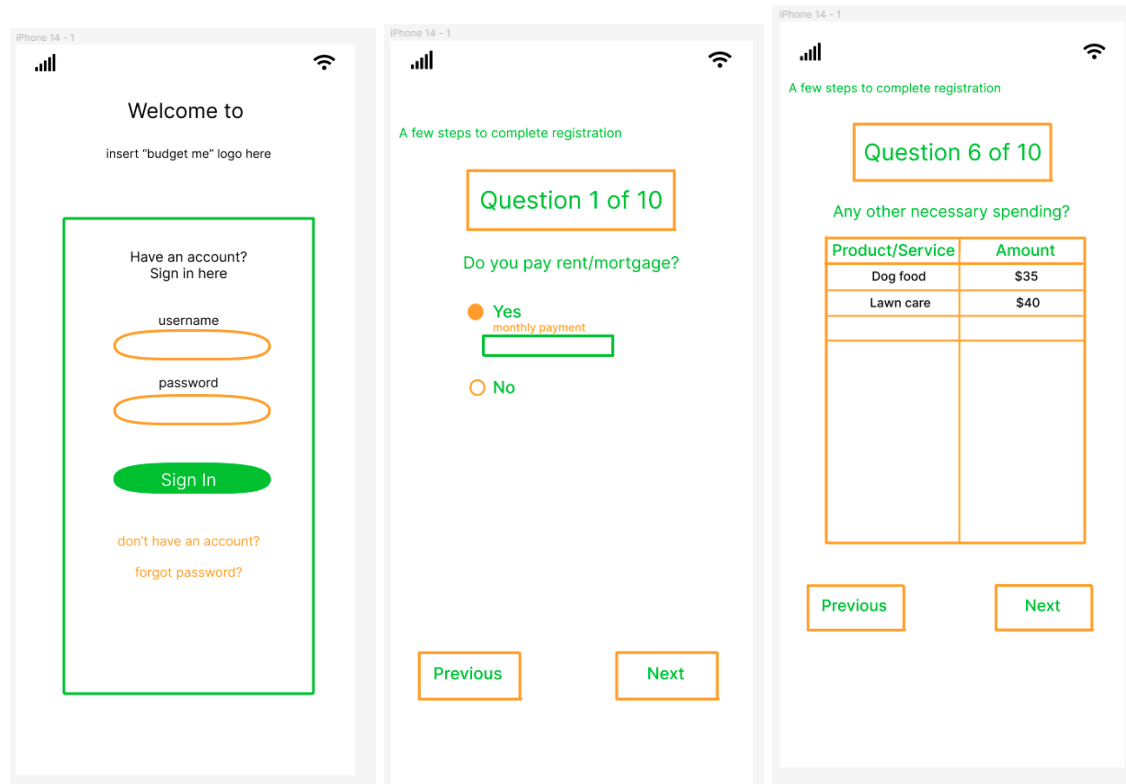 iPhone 14 - 1
Welcome to
insert “budget me” logo here
Have an account?
Sign in here
username
password
Sign In
don’t have an account?
forgot password?
iPhone 14 - 1
A few steps to complete registration
Question 1 of 10
Do you pay rent/mortgage?
Yes
monthly payment
No
Previous
Next
iPhone 14 - 1
A few steps to complete registration
Question 6 of 10
Any other necessary spending?
Product/Service Amount
Dog food $35
Lawn care $40
Previous
Next